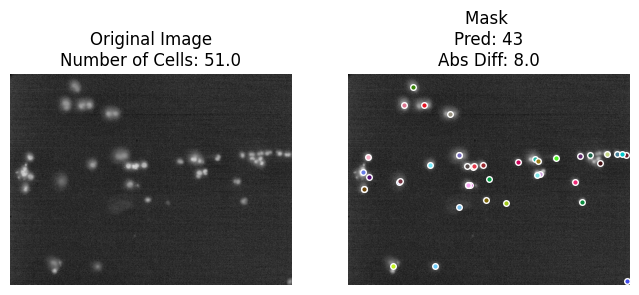 Original Image
Number of Cells: 51.0
Mask
Pred: 43
Abs Diff: 8.0